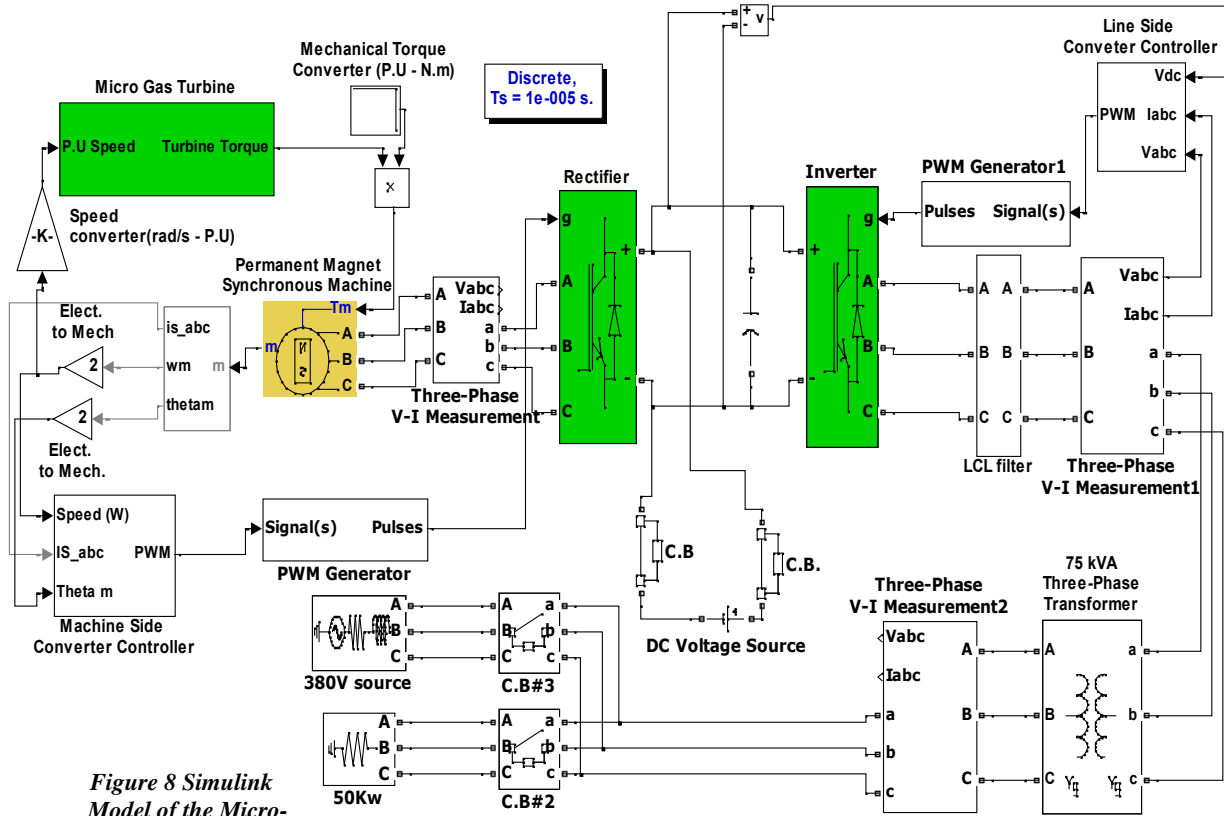 Mechanical Torque
Converter (P.U - N.m)
Micro Gas Turbine
P.U Speed
Turbine Torque
Discrete,
Ts = 1e-005 s.
+
-
v
Line Side
Conveter Controller
Vdc
PWM
Iabc
Vabc
x
-K-
Speed
converter(rad/s - P.U)
Rectifier
g
+
A
B
-
C
Inverter
g
+
A
B
-
C
PWM Generator1
Pulses
Signal(s)
Permanent Magnet
Synchronous Machine
Tm
m
A
B
C
A
B
C
Vabc
Iabc
a
b
c
Three-Phase
V-I Measurement
Elect.
to Mech
2
2
Elect.
to Mech.
is_abc
wm
m
thetam
A A
B B
C C
LCL filter
A
B
C
Vabc
Iabc
a
b
c
Three-Phase
V-I Measurement1
Speed (W)
IS_abc
PWM
Theta m
Machine Side
Converter Controller
Signal(s)
Pulses
PWM Generator
C.B
C.B.
DC Voltage Source
A
B
C
380V source
A
B
C
a
b
c
C.B#3
A
B
C
50Kw
A
B
C
a
b
c
C.B#2
Three-Phase
V-I Measurement2
Vabc
Iabc
a
b
c
A
B
C
75 kVA
Three-Phase
Transformer
A
B
C
a
b
c
Figure 8 Simulink
Model of the Micro-